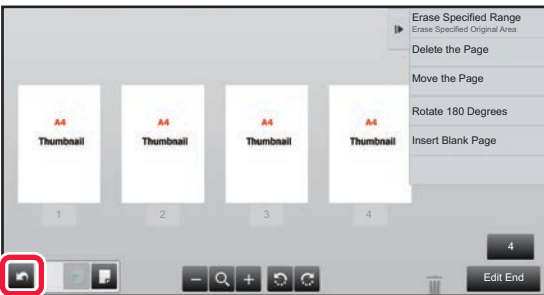 Erase Specified Range
Erase Specified Original Area
Delete the Page
Move the Page
Rotate 180 Degrees
Insert Blank Page
A4 A4 A4 A4
Thumbnail Thumbnail Thumbnail Thumbnail
1 2 3 4
4
Edit End